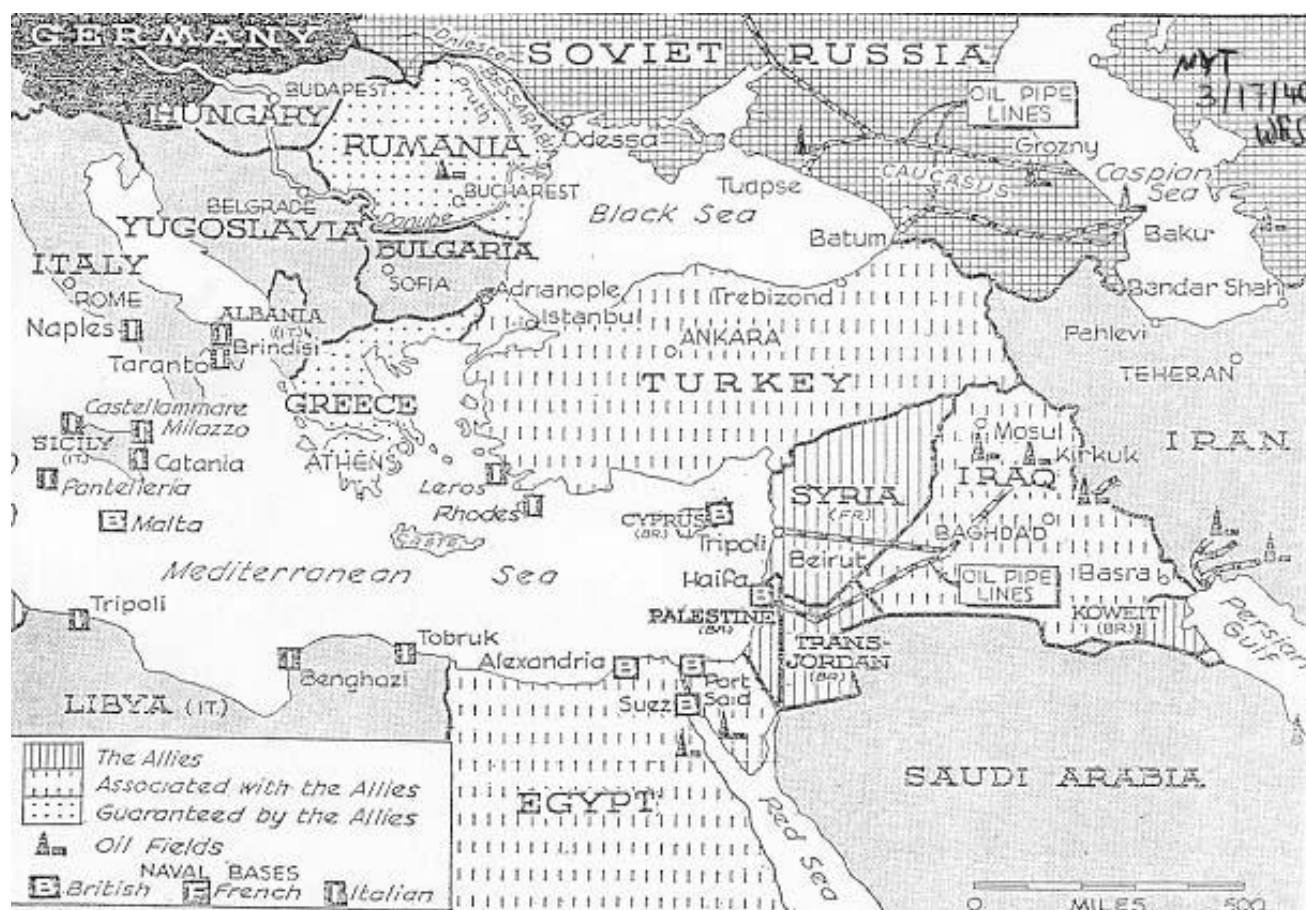 GERMANY
SOVIET RUSSIA
NYT
3/17/40
Dniester
BESSARABIA
Pruth
BUDAPEST
HUNGARY
OIL PIPE
LINES
Odessa
RUMANIA
Grozny
Caspian
Sea
CAUCASUS
Tuapse
BUCHAREST
BELGRADE
Black Sea
Danube
YUGOSLAVIA
Batum
Baku
BULGARIA
ITALY
SOFIA
Adrianople
Trebizond
Bandar Shah
ROME
ALBANIA
(IT.)
Istanbul
Pahlevi
Naples
Brindisi
ANKARA
Taranto
TEHERAN
TURKEY
GREECE
Castellammare
Milazzo
Mosul
IRAN
SICILY
(IT.)
Catania
ATHENS
Kirkuk
Pantelleria
Leros
SYRIA
(FR.)
IRAQ
Rhodes
Malta
CYPRUS
(BR.)
B
B
Tripoli
BAGHDAD
Crete
Beirut
Mediterranean Sea
Haifa
OIL PIPE
LINES
Basra
B
Tripoli
PALESTINE
(BR.)
KOWEIT
(BR.)
Persian
Gulf
Tobruk
TRANS-
JORDAN
(BR.)
Alexandria
B
B
Port
Said
Benghazi
Suez
B
LIBYA (IT.)
The Allies
Associated with the Allies
Guaranteed by the Allies
SAUDI ARABIA
EGYPT
Red Sea
Oil Fields
NAVAL BASES
B British
F French
I Italian
0 MILES 500